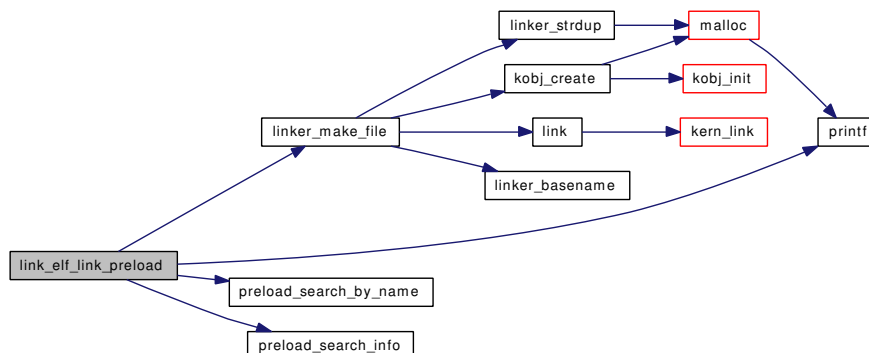 linker_strdup
malloc
kobj_create
kobj_init
linker_make_file
link
kern_link
printf
linker_basename
link_elf_link_preload
preload_search_by_name
preload_search_info